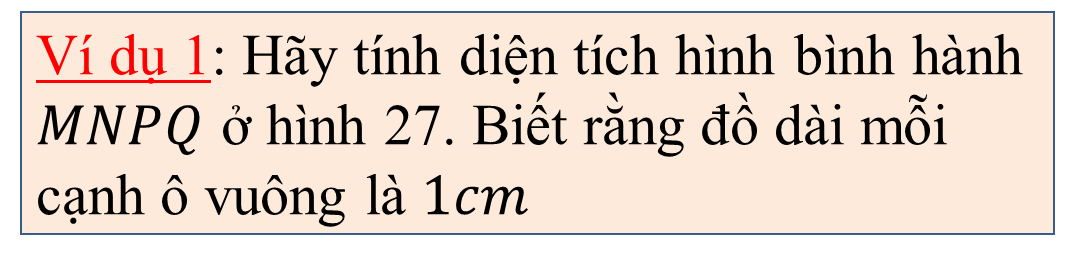 Ví dụ 1: Hãy tính diện tích hình bình hành
MNPQ ở hình 27. Biết rằng đồ dài mỗi
cạnh ô vuông là 1cm